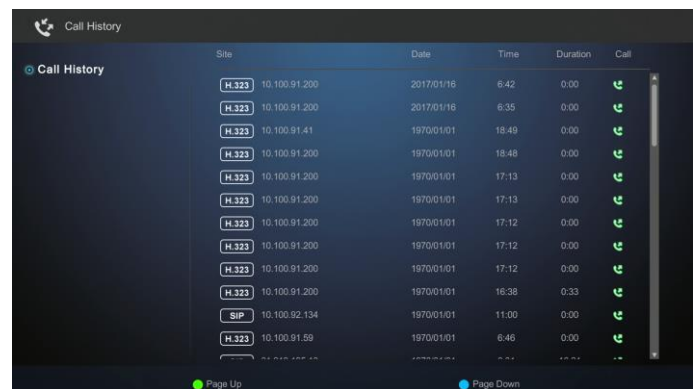 Call History
Site Date Time Duration Call
Call History
H.323 10.100.91.200 2017/01/16 6:42 0:00
H.323 10.100.91.200 2017/01/16 6:35 0:00
H.323 10.100.91.41 1970/01/01 18:49 0:00
H.323 10.100.91.200 1970/01/01 18:48 0:00
H.323 10.100.91.200 1970/01/01 17:13 0:00
H.323 10.100.91.200 1970/01/01 17:13 0:00
H.323 10.100.91.200 1970/01/01 17:12 0:00
H.323 10.100.91.200 1970/01/01 17:12 0:00
H.323 10.100.91.200 1970/01/01 17:12 0:00
H.323 10.100.91.200 1970/01/01 16:38 0:33
SIP 10.100.92.134 1970/01/01 11:00 0:00
H.323 10.100.91.59 1970/01/01 6:46 0:00
Page Up Page Down